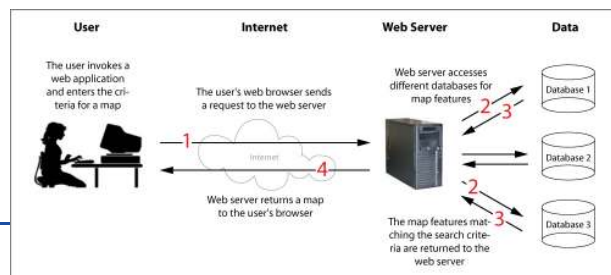 User
Internet
Web Server
Data
The user invokes a
web application
and enters the cri-
teria for a map
The user's web browser sends
a request to the web server
Web server accesses
different databases for
map features
1
Internet
4
Web server returns a map
to the user's browser
2
3
2
3
The map features mat-
ching the search crite-
ria are returned to the
web server
Database 1
Database 2
Database 3